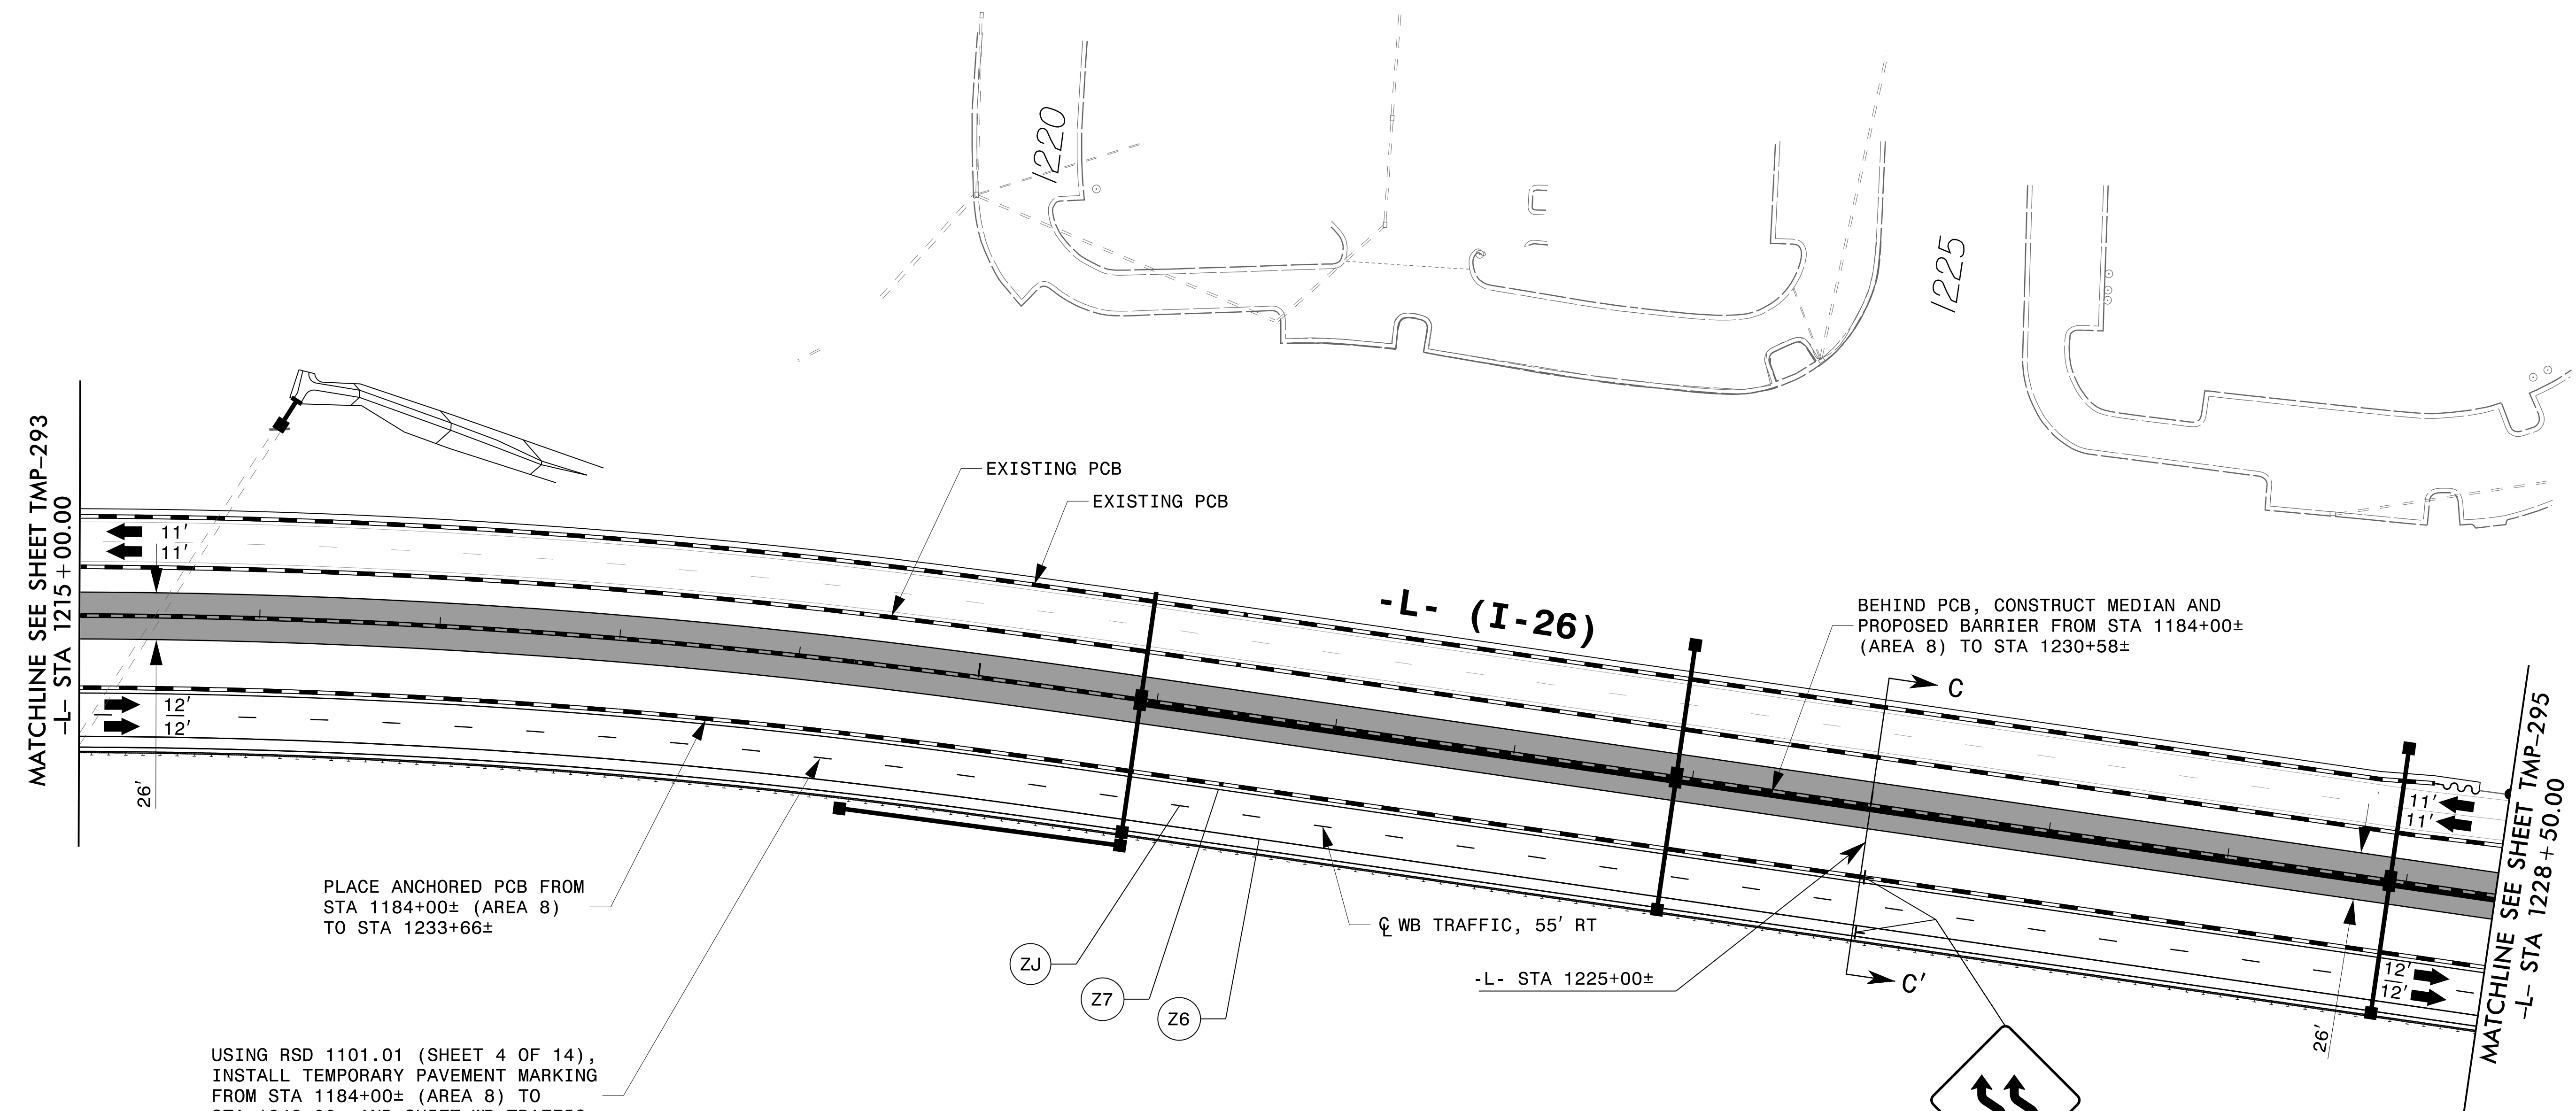 1220
1225
MATCHLINE SEE SHEET TMP-293
-L- STA 1215+00.00
EXISTING PCB
EXISTING PCB
11'
11'
-L- (I-26)
BEHIND PCB, CONSTRUCT MEDIAN AND
PROPOSED BARRIER FROM STA 1184+00±
(AREA 8) TO STA 1230+58±
C
12'
12'
26'
11'
11'
MATCHLINE SEE SHEET TMP-295
-L- STA 1228+50.00
PLACE ANCHORED PCB FROM
STA 1184+00± (AREA 8)
TO STA 1233+66±
℄ WB TRAFFIC, 55' RT
ZJ
Z7
Z6
-L- STA 1225+00±
C'
12'
12'
26'
USING RSD 1101.01 (SHEET 4 OF 14),
INSTALL TEMPORARY PAVEMENT MARKING
FROM STA 1184+00± (AREA 8) TO